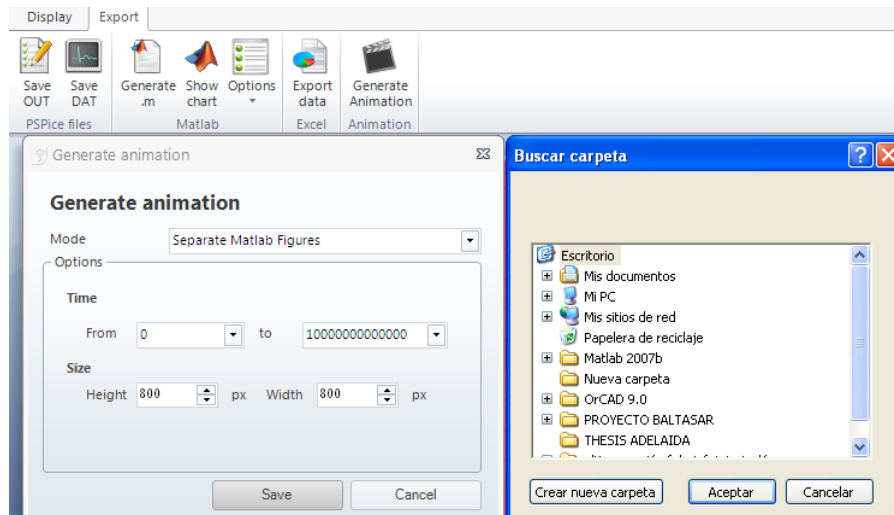 Display Export
Save OUT
Save DAT
Generate .m
Show chart
Options
Export data
Generate Animation
PSPice files
Matlab
Excel
Animation
Generate animation
Generate animation
Mode Separate Matlab Figures
Options
Time
From 0 to 10000000000000
Size
Height 800 px Width 800 px
Save Cancel
Buscar carpeta
Escritorio
Mis documentos
Mi PC
Mis sitios de red
Papelera de reciclaje
Matlab 2007b
Nueva carpeta
OrCAD 9.0
PROYECTO BALTASAR
THESIS ADELAIDA
Crear nueva carpeta Aceptar Cancelar